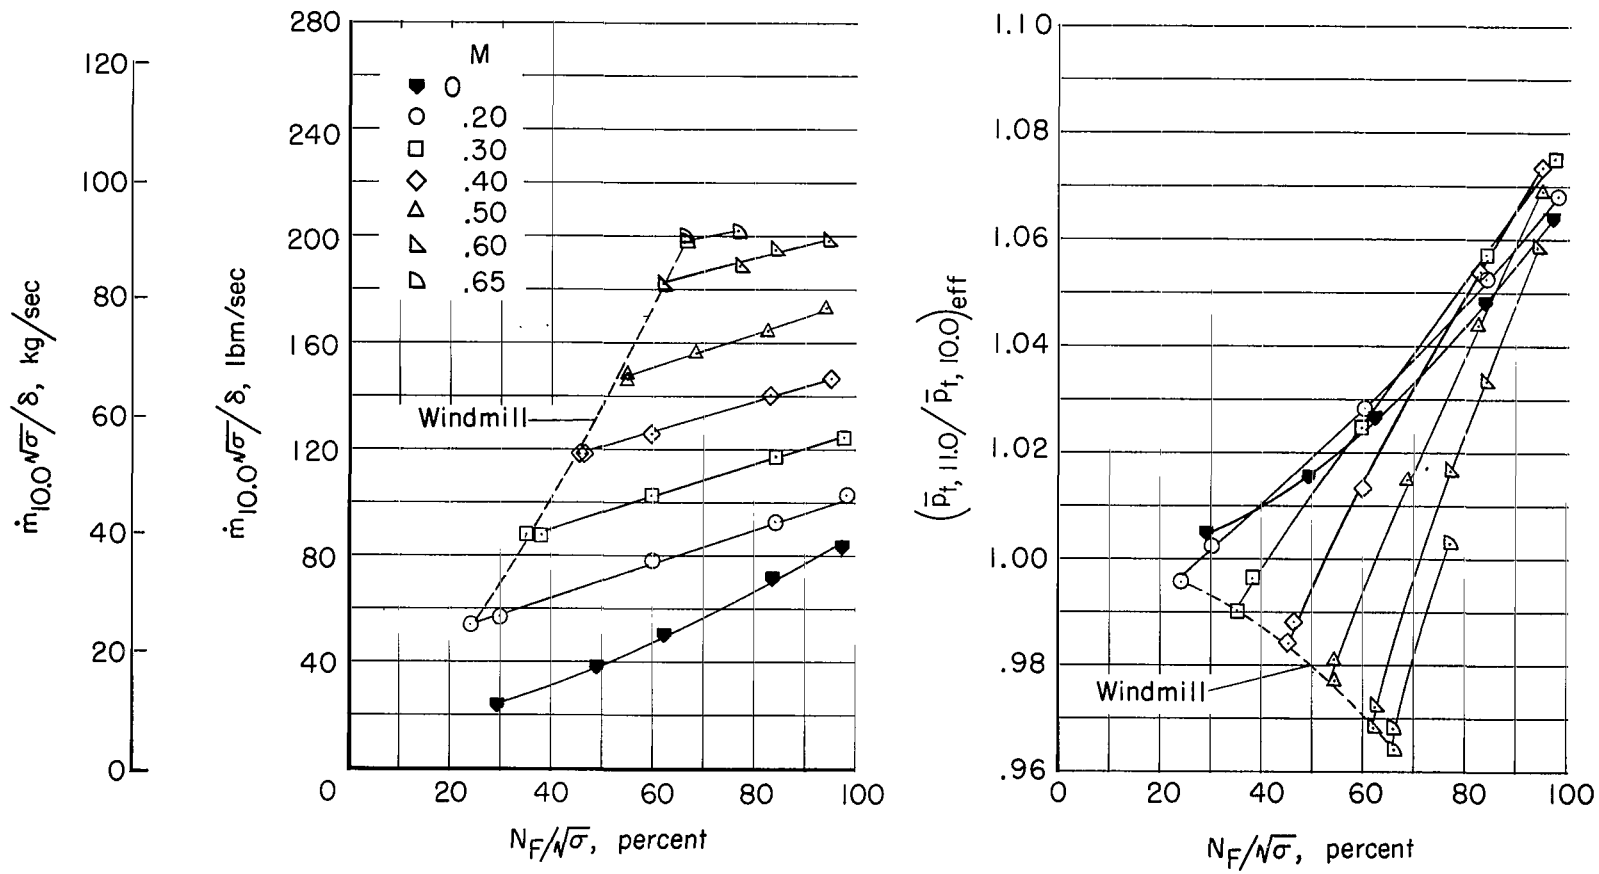 280
240
200
160
120
80
40
120
100
80
60
40
20
0
M
0
.20
.30
.40
.50
.60
.65
Windmill
ṁ10.0√σ/δ, kg/sec
ṁ10.0√σ/δ, lbm/sec
0 20 40 60 80 100
NF/√σ, percent
1.10
1.08
1.06
1.04
1.02
1.00
.98
.96
(p̄t, 11.0/p̄t, 10.0)eff
Windmill
0 20 40 60 80 100
NF/√σ, percent